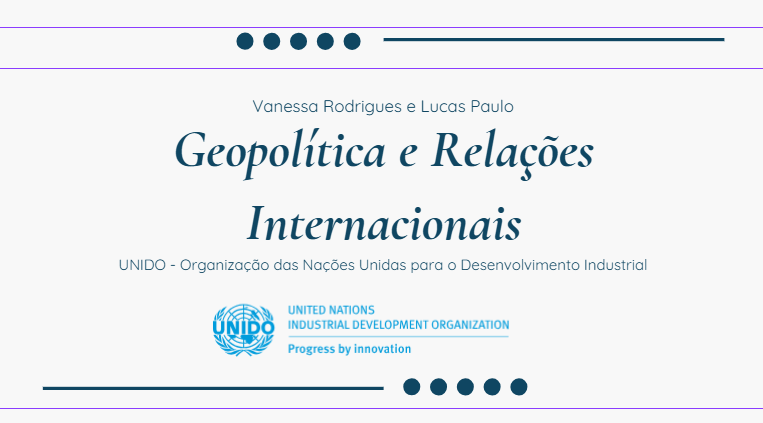 Vanessa Rodrigues e Lucas Paulo
Geopolítica e Relações
Internacionais
UNIDO - Organização das Nações Unidas para o Desenvolvimento Industrial
UNIDO
UNITED NATIONS
INDUSTRIAL DEVELOPMENT ORGANIZATION
Progress by innovation